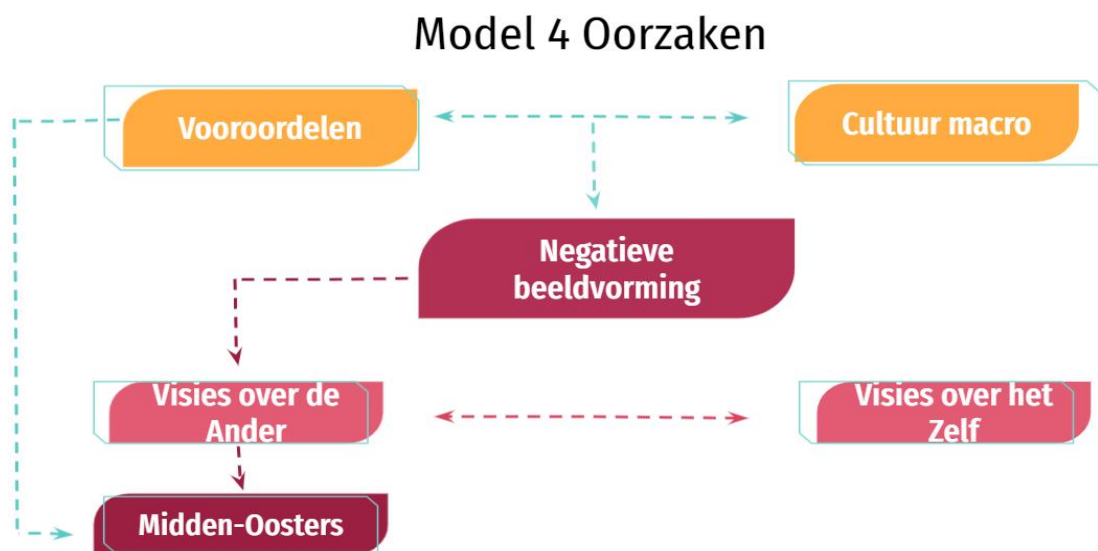 Model 4 Oorzaken
Vooroordelen
Cultuur macro
Negatieve
beeldvorming
Visies over de
Ander
Visies over het
Zelf
Midden-Oosters